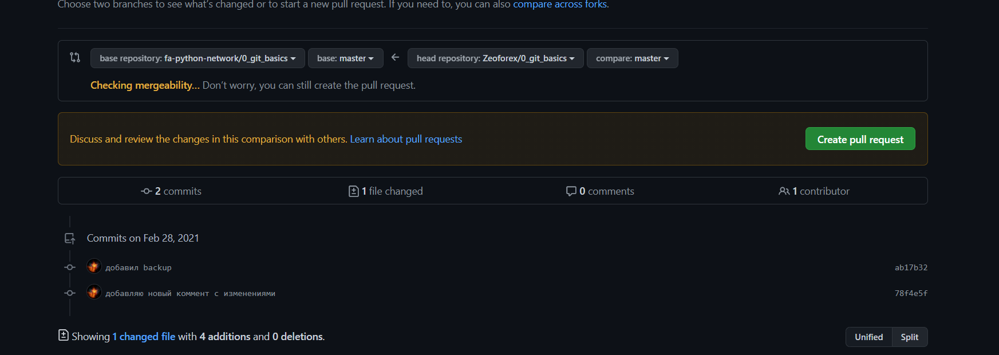 Choose two branches to see what's changed or to start a new pull request. If you need to, you can also compare across forks.
base repository: fa-python-network/0_git_basics base: master head repository: Zeoforex/0_git_basics compare: master
Checking mergeability... Don't worry, you can still create the pull request.
Discuss and review the changes in this comparison with others. Learn about pull requests Create pull request
2 commits 1 file changed 0 comments 1 contributor
Commits on Feb 28, 2021
добавил backup ab17b32
добавляю новый коммент с изменениями 78f4e5f
Showing 1 changed file with 4 additions and 0 deletions. Unified Split